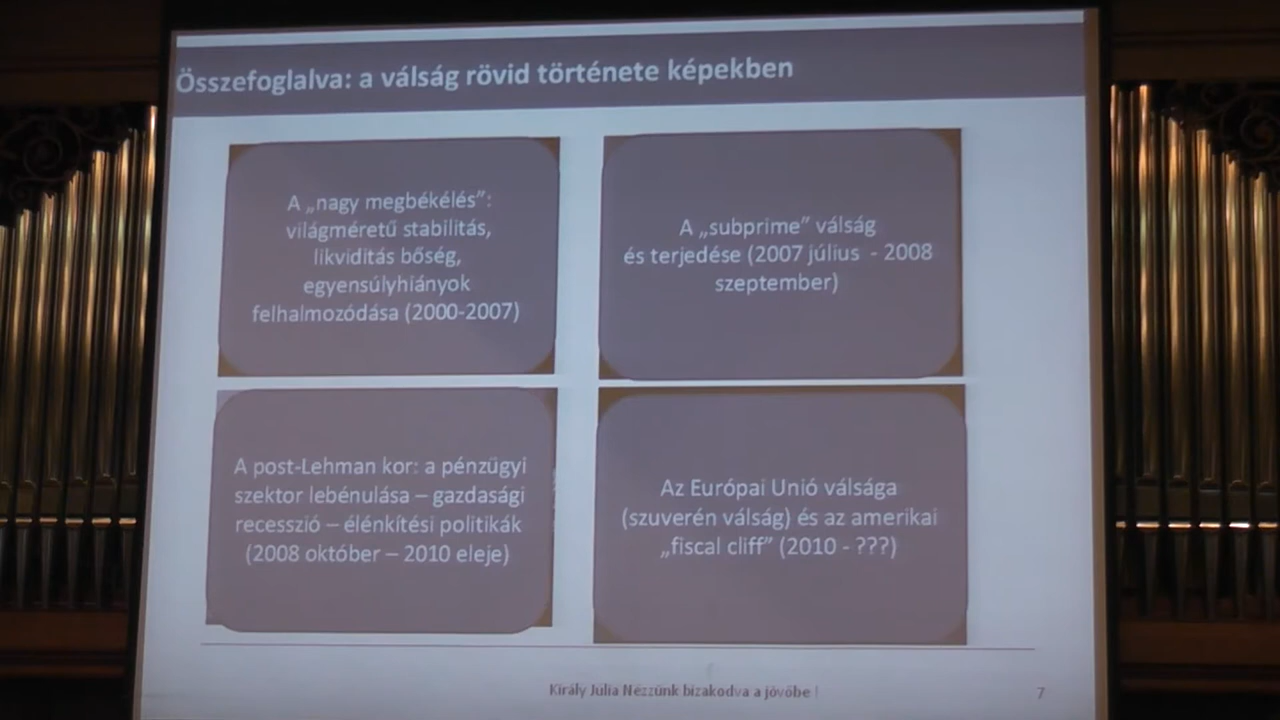 Összefoglalva: a válság rövid története képekben
A „nagy megbékélés”:
világméretű stabilitás,
likviditás bőség,
egyensúlyhiányok
felhalmozódása (2000-2007)
A „subprime” válság
és terjedése (2007 július - 2008
szeptember)
A post-Lehman kor: a pénzügyi
szektor lebénulása – gazdasági
recesszió – élénkítési politikák
(2008 október – 2010 eleje)
Az Európai Unió válsága
(szuverén válság) és az amerikai
„fiscal cliff” (2010 - ???)
Király Júlia Nézzünk bizakodva a jövőbe !
7